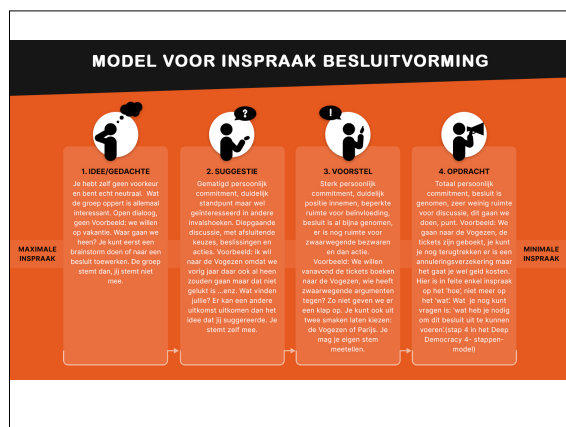 MODEL VOOR INSPRAAK BESLUITVORMING
?
!
1. IDEE/GEDACHTE
Je hebt zelf geen voorkeur
en bent echt neutraal.  Wat
de groep oppert is allemaal
interessant. Open dialoog,
geen Voorbeeld: we willen
op vakantie. Waar gaan we
heen? Je kunt eerst een
brainstorm doen of naar een
besluit toewerken. De groep
stemt dan, jij stemt niet
mee.
2. SUGGESTIE
Gematigd persoonlijk
commitment, duidelijk
standpunt maar wel
geïnteresseerd in andere
invalshoeken. Diepgaande
discussie, met afsluitende
keuzes, beslissingen en
acties. Voorbeeld: ik wil
naar de Vogezen omdat we
vorig jaar daar ook al heen
zouden gaan maar dat niet
gelukt is ...enz. Wat vinden
jullie? Er kan een andere
uitkomst uitkomen dan het
idee dat jij suggereerde. Je
stemt zelf mee.
3. VOORSTEL
Sterk persoonlijk
commitment, duidelijk
positie innemen, beperkte
ruimte voor beïnvloeding,
besluit is al bijna genomen,
er is nog ruimte voor
zwaarwegende bezwaren
en dan actie.
Voorbeeld: We willen
vanavond de tickets boeken
naar de Vogezen, wie heeft
zwaarwegende argumenten
tegen? Zo niet geven we er
een klap op. Je kunt ook uit
twee smaken laten kiezen:
de Vogezen of Parijs. Je
mag je eigen stem
meetellen.
4. OPDRACHT
Totaal persoonlijk
commitment, besluit is
genomen, zeer weinig ruimte
voor discussie, dit gaan we
doen, punt. Voorbeeld: We
gaan naar de Vogezen, de
tickets zijn geboekt, je kunt
je nog terugtrekken er is een
annuleringsverzekering maar
het gaat je wel geld kosten.
Hier is in feite enkel inspraak
op het 'hoe', niet meer op
het 'wat'.  Wat  je nog kunt
vragen is: 'wat heb je nodig
om dit besluit uit te kunnen
voeren'.(stap 4 in het Deep
Democracy 4- stappen-
model)
MAXIMALE
INSPRAAK
MINIMALE
INSPRAAK